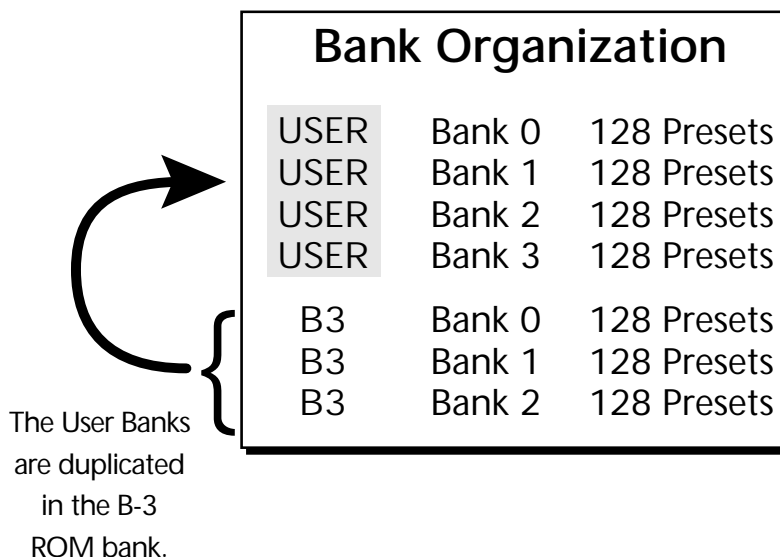 Bank Organization
USER Bank 0 128 Presets
USER Bank 1 128 Presets
USER Bank 2 128 Presets
USER Bank 3 128 Presets
B3 Bank 0 128 Presets
B3 Bank 1 128 Presets
B3 Bank 2 128 Presets
The User Banks
are duplicated
in the B-3
ROM bank.